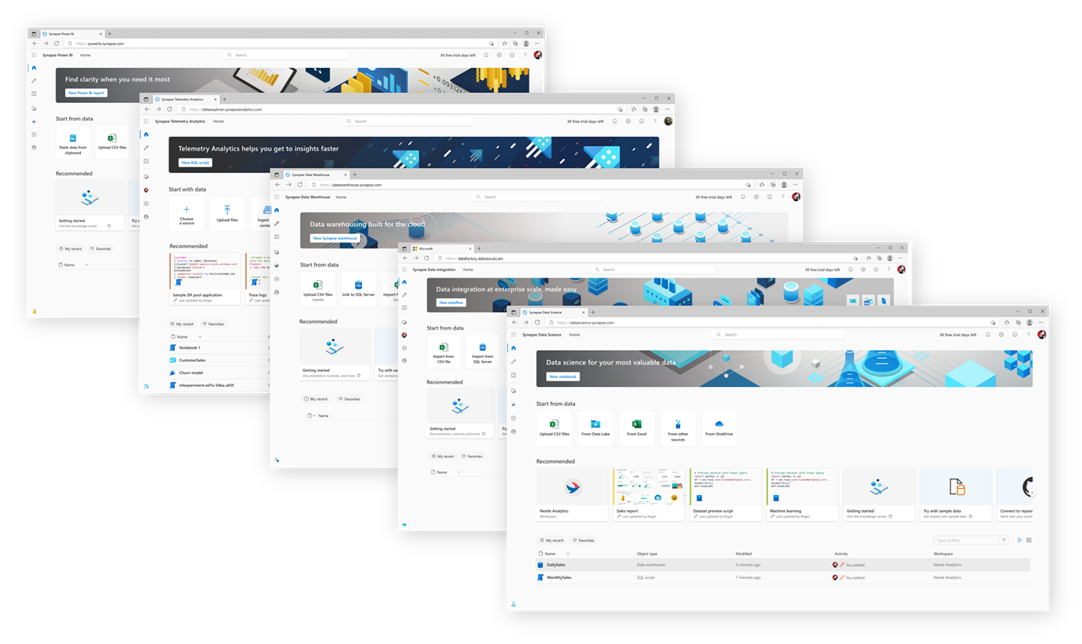 Synapse Power BI
https://powerbi.synapse.com
Synapse Power BI Home Search 30 free trial days left
Find clarity when you need it most
New Power BI report
Start from data
Paste data from clipboard
Upload CSV files
Recommended
Getting started
Visit the knowledge center
My recent Favorites
Name
Synapse Telemetry Analytics
https://dataexplorer.synapseanalytics.com
Synapse Telemetry Analytics Home Search 30 free trial days left
Telemetry Analytics helps you get to insights faster
New SQL script
Start with data
Choose a source
Upload files
Recommended
Sample DX pool application
Last updated by Roger
Trace logs
My recent Favorites
Name
Notebook 1
CustomerSales
Churn model
Synapse Data Warehouse
https://datawarehouse.synapse.com
Synapse Data Warehouse Home Search 30 free trial days left
Data warehousing built for the cloud
New Synapse warehouse
Start from data
Upload CSV files
Link to SQL Server
Recommended
Getting started
Documentation, tutorials, and more
My recent Favorites
Name
Microsoft
https://datafactory.datacloud.com
Synapse Data Integration Home Search 30 free trial days left
Data integration at enterprise scale, made easy
New dataflow
Start from data
Import from CSV file
Import from SQL Server
Recommended
Getting started
Documentation, tutorials, and more
My recent Favorites
Name
Synapse Data Science
https://datascience.synapse.com
Synapse Data Science Home Search 30 free trial days left
Data science for your most valuable data
New notebook
Start from data
Upload CSV files
From Data Lake
From Excel
From other sources
From OneDrive
Recommended
Nestle Analytics
Workspace
Sales report
Last updated by Roger
Dataset preview script
Last updated by Roger
Machine learning
Last updated by Roger
Getting started
Visit the knowledge center
Try with sample data
Get started with sample data
My recent Favorites Type to filter
Name Object type Modified Activity Workspace
DailySales Data warehouse 3 minutes ago You edited Nestle Analytics
MonthlySales SQL script 7 minutes ago You edited Nestle Analytics